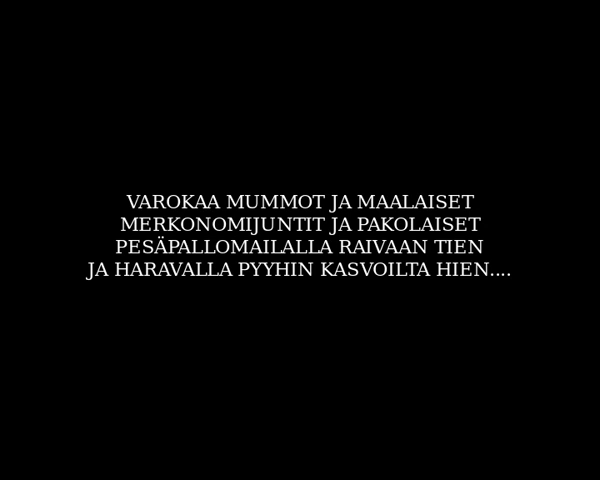 VAROKAA MUMMOT JA MAALAISET
MERKONOMIJUNTIT JA PAKOLAISET
PESÄPALLOMAILALLA RAIVAAN TIEN
JA HARAVALLA PYYHIN KASVOILTA HIEN....